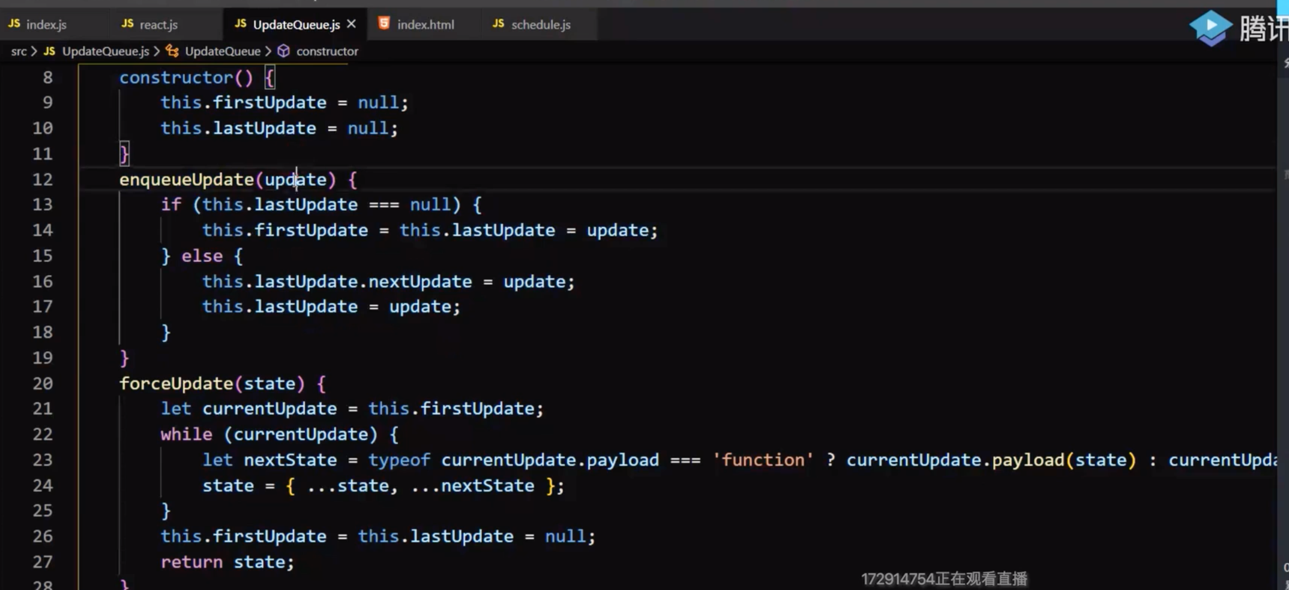 JS index.js JS react.js JS UpdateQueue.js × index.html JS schedule.js
腾讯
src > JS UpdateQueue.js > UpdateQueue > constructor
8 constructor() {
9 this.firstUpdate = null;
10 this.lastUpdate = null;
11 }
12 enqueueUpdate(update) {
13 if (this.lastUpdate === null) {
14 this.firstUpdate = this.lastUpdate = update;
15 } else {
16 this.lastUpdate.nextUpdate = update;
17 this.lastUpdate = update;
18 }
19 }
20 forceUpdate(state) {
21 let currentUpdate = this.firstUpdate;
22 while (currentUpdate) {
23 let nextState = typeof currentUpdate.payload === 'function' ? currentUpdate.payload(state) : currentUpda
24 state = { ...state, ...nextState };
25 }
26 this.firstUpdate = this.lastUpdate = null;
27 return state;
28 }
172914754正在观看直播